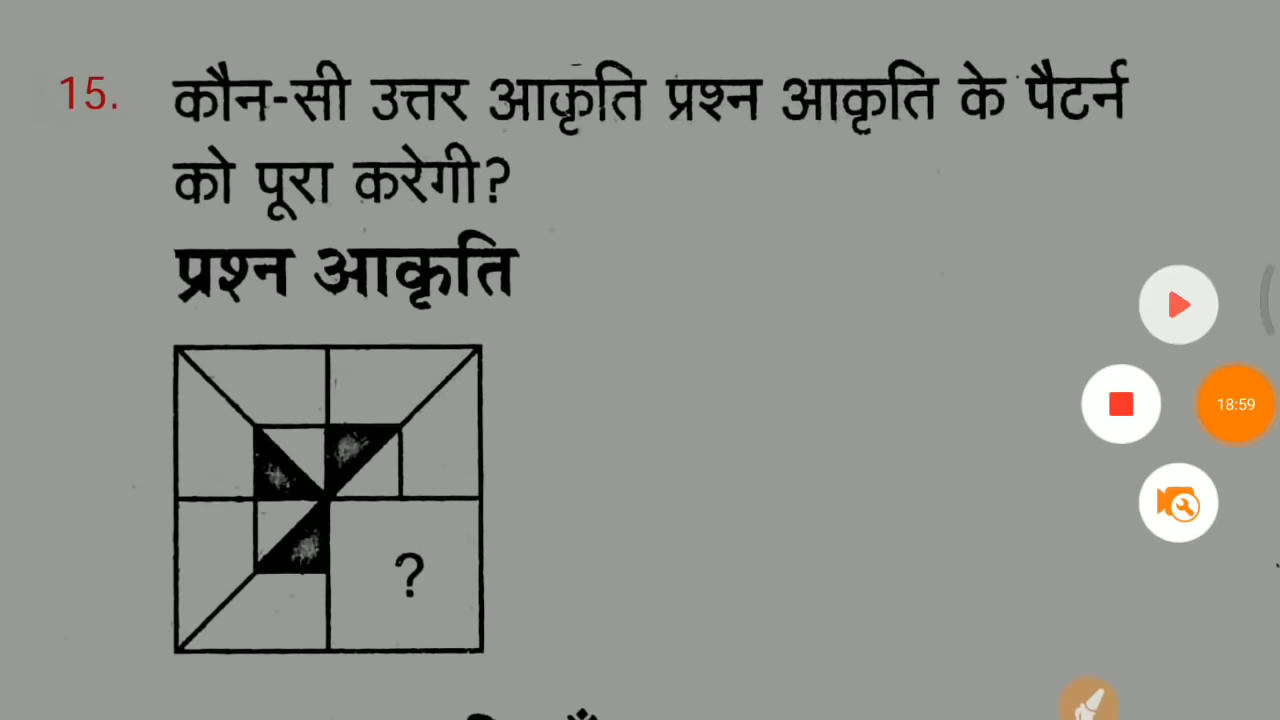 15. कौन-सी उत्तर आकृति प्रश्न आकृति के पैटर्न
को पूरा करेगी?
प्रश्न आकृति
?
18:59